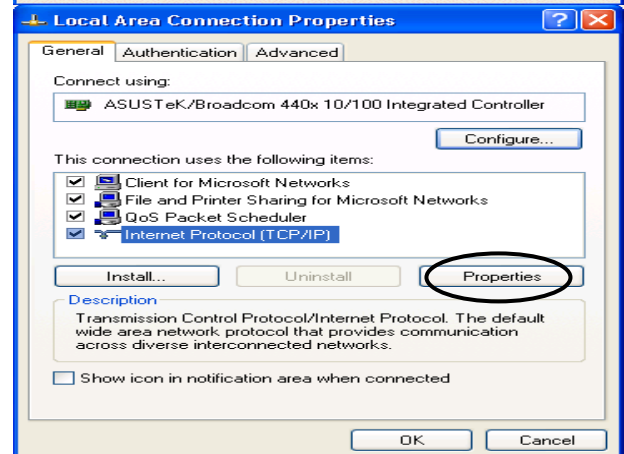 Local Area Connection Properties
General Authentication Advanced
Connect using:
ASUSTeK/Broadcom 440x 10/100 Integrated Controller
Configure...
This connection uses the following items:
Client for Microsoft Networks
File and Printer Sharing for Microsoft Networks
QoS Packet Scheduler
Internet Protocol (TCP/IP)
Install... Uninstall Properties
Description
Transmission Control Protocol/Internet Protocol. The default
wide area network protocol that provides communication
across diverse interconnected networks.
Show icon in notification area when connected
OK Cancel